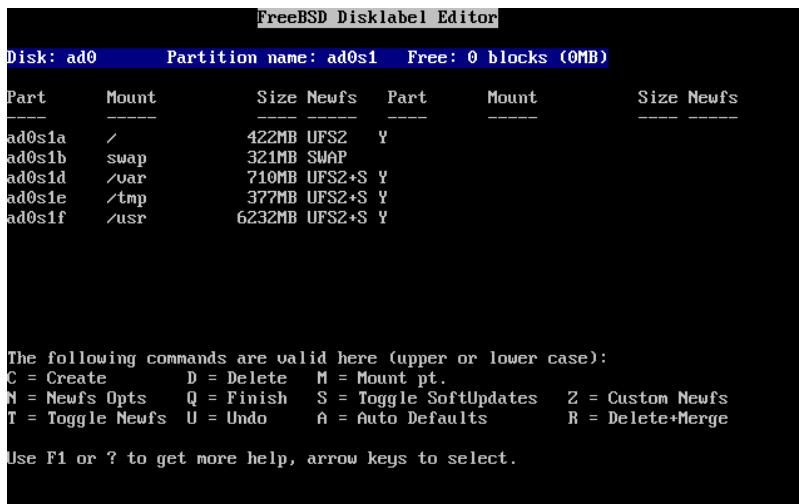 FreeBSD Disklabel Editor
Disk: ad0 Partition name: ad0s1 Free: 0 blocks (0MB)
Part Mount Size Newfs Part Mount Size Newfs
---- ----- ---- ----- ---- ----- ---- -----
ad0s1a / 422MB UFS2 Y
ad0s1b swap 321MB SWAP
ad0s1d /var 710MB UFS2+S Y
ad0s1e /tmp 377MB UFS2+S Y
ad0s1f /usr 6232MB UFS2+S Y
The following commands are valid here (upper or lower case):
C = Create D = Delete M = Mount pt.
N = Newfs Opts Q = Finish S = Toggle SoftUpdates Z = Custom Newfs
T = Toggle Newfs U = Undo A = Auto Defaults R = Delete+Merge
Use F1 or ? to get more help, arrow keys to select.